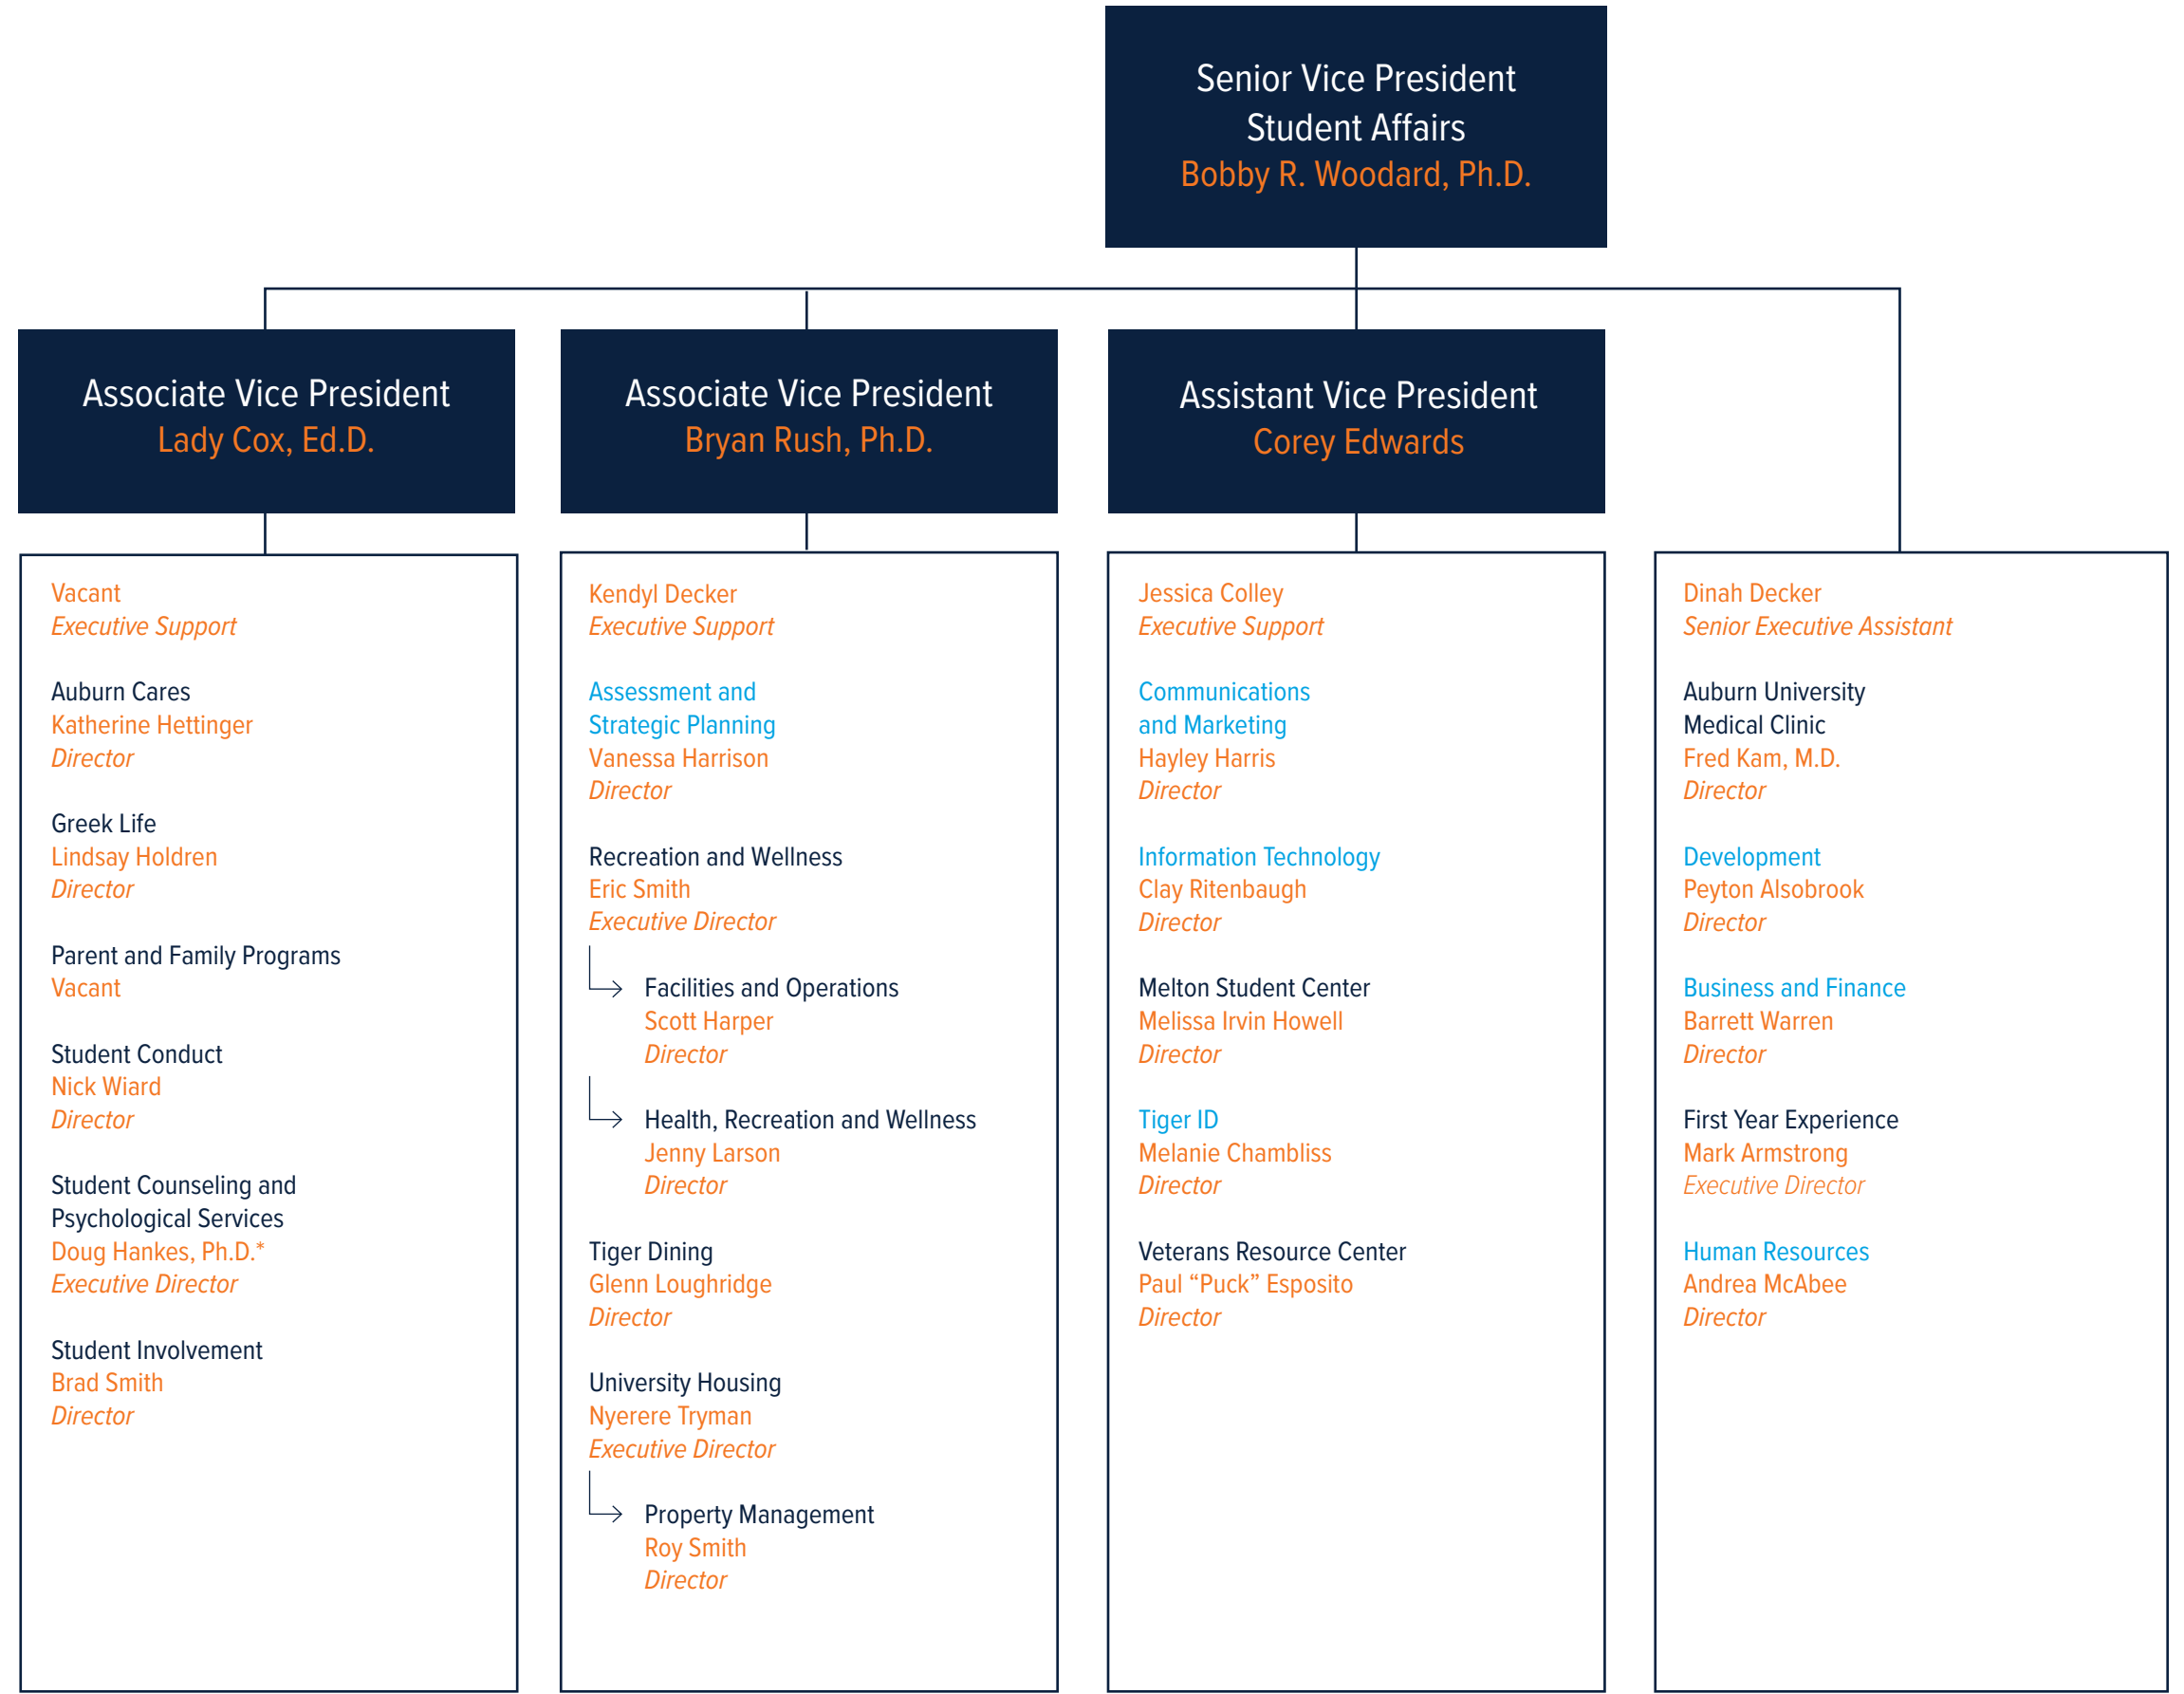 Senior Vice President
Student Affairs
Bobby R. Woodard, Ph.D.
Associate Vice President
Lady Cox, Ed.D.
Associate Vice President
Bryan Rush, Ph.D.
Assistant Vice President
Corey Edwards
Vacant
Executive Support
Auburn Cares
Katherine Hettinger
Director
Greek Life
Lindsay Holdren
Director
Parent and Family Programs
Vacant
Student Conduct
Nick Wiard
Director
Student Counseling and
Psychological Services
Doug Hankes, Ph.D.*
Executive Director
Student Involvement
Brad Smith
Director
Kendyl Decker
Executive Support
Assessment and
Strategic Planning
Vanessa Harrison
Director
Recreation and Wellness
Eric Smith
Executive Director
Facilities and Operations
Scott Harper
Director
Health, Recreation and Wellness
Jenny Larson
Director
Tiger Dining
Glenn Loughridge
Director
University Housing
Nyerere Tryman
Executive Director
Property Management
Roy Smith
Director
Jessica Colley
Executive Support
Communications
and Marketing
Hayley Harris
Director
Information Technology
Clay Ritenbaugh
Director
Melton Student Center
Melissa Irvin Howell
Director
Tiger ID
Melanie Chambliss
Director
Veterans Resource Center
Paul “Puck” Esposito
Director
Dinah Decker
Senior Executive Assistant
Auburn University
Medical Clinic
Fred Kam, M.D.
Director
Development
Peyton Alsobrook
Director
Business and Finance
Barrett Warren
Director
First Year Experience
Mark Armstrong
Executive Director
Human Resources
Andrea McAbee
Director